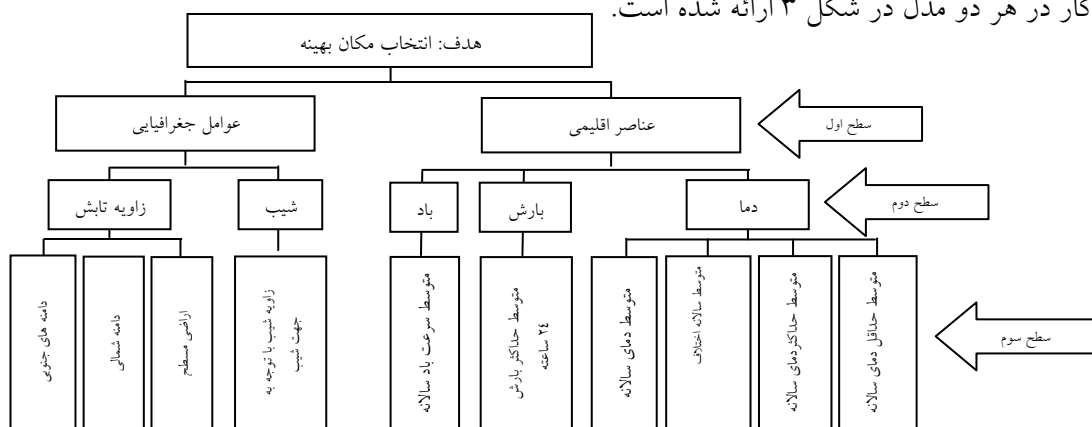 کار در هر دو مدل در شکل ۳ ارائه شده است.
هدف: انتخاب مکان بهینه
عناصر اقلیمی
عوامل جغرافیایی
سطح اول
دما
بارش
باد
شیب
زاویه تابش
سطح دوم
متوسط حداقل دمای سالانه
متوسط حداکثر دمای سالانه
متوسط سالانه اختلاف
متوسط دمای سالانه
متوسط حداکثر بارش
۲۴ ساعته
متوسط سرعت باد سالانه
زاویه شیب با توجه به
جهت شیب
اراضی مسطح
دامنه شمالی
دامنه های جنوبی
سطح سوم